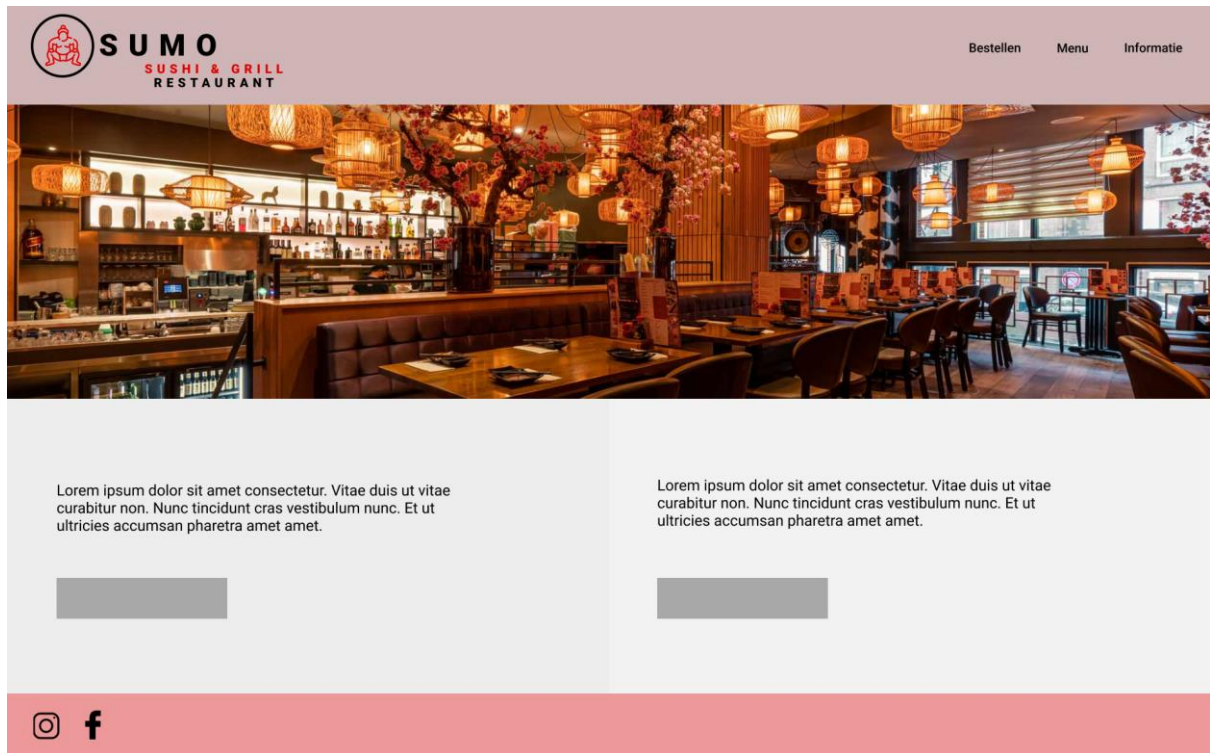 SUMO
SUSHI & GRILL
RESTAURANT
Bestellen
Menu
Informatie
Lorem ipsum dolor sit amet consectetur. Vitae duis ut vitae
curabitur non. Nunc tincidunt cras vestibulum nunc. Et ut
ultricies accumsan pharetra amet amet.
Lorem ipsum dolor sit amet consectetur. Vitae duis ut vitae
curabitur non. Nunc tincidunt cras vestibulum nunc. Et ut
ultricies accumsan pharetra amet amet.